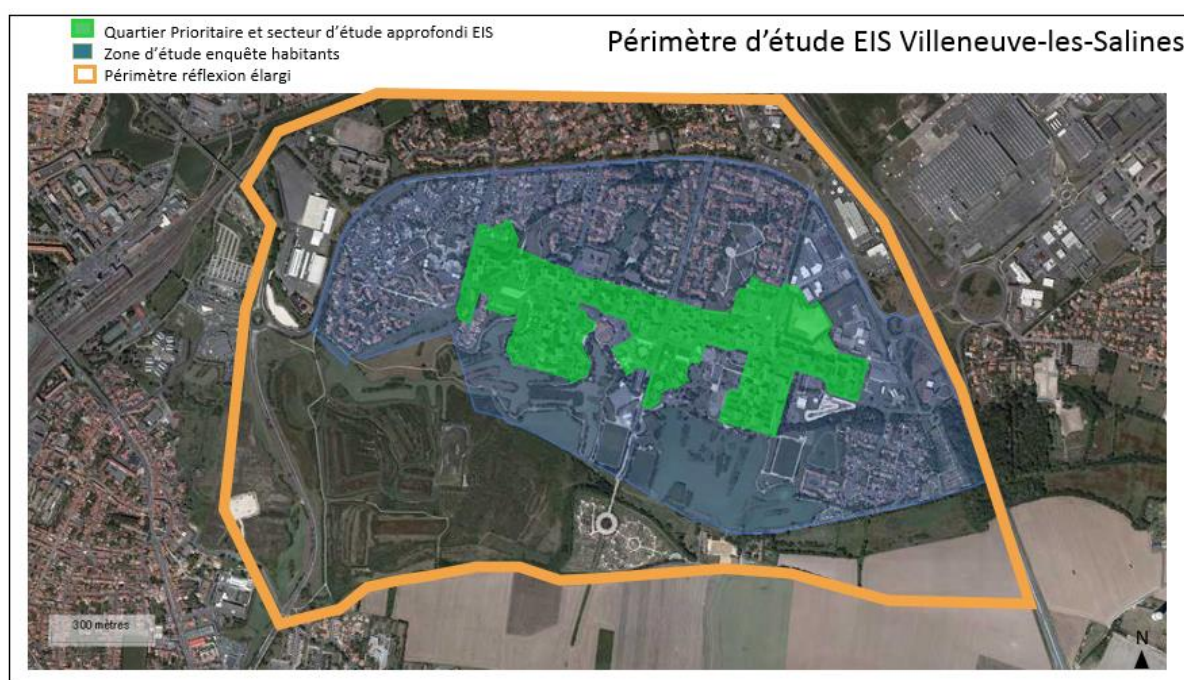 Quartier Prioritaire et secteur d’étude approfondi EIS
Zone d’étude enquête habitants
Périmètre réflexion élargi
Périmètre d’étude EIS Villeneuve-les-Salines
300 mètres
N